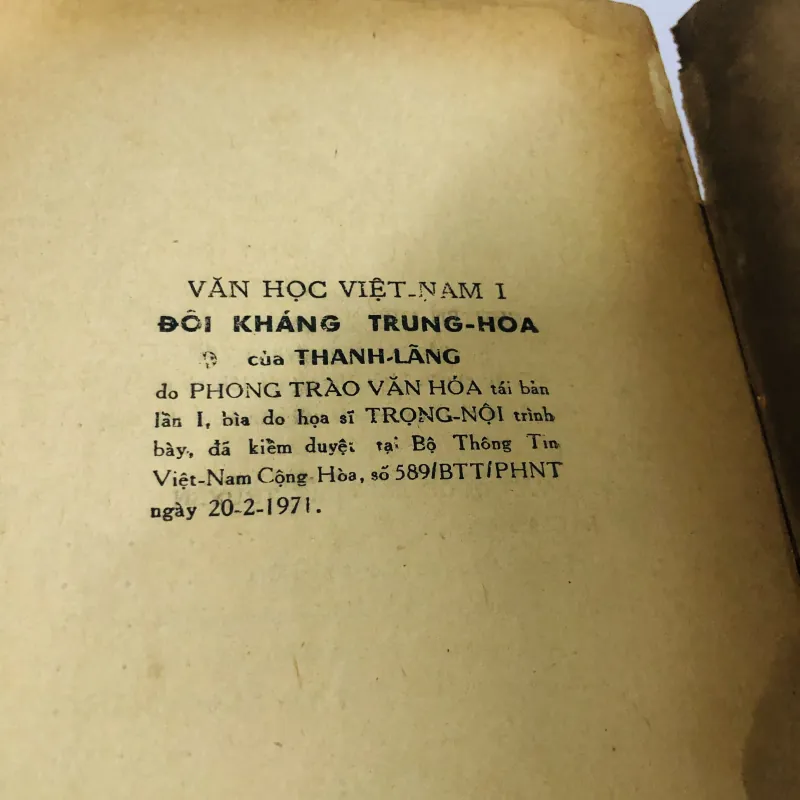 VĂN HỌC VIỆT-NAM I
ĐỐI KHÁNG TRUNG-HOA
của THANH-LÃNG
do PHONG TRÀO VĂN HÓA tái bản
lần I, bìa do họa sĩ TRỌNG-NỘI trình
bày, đã kiểm duyệt tại Bộ Thông Tin
Việt-Nam Cộng Hòa, số 589/BTT/PHNT
ngày 20-2-1971.